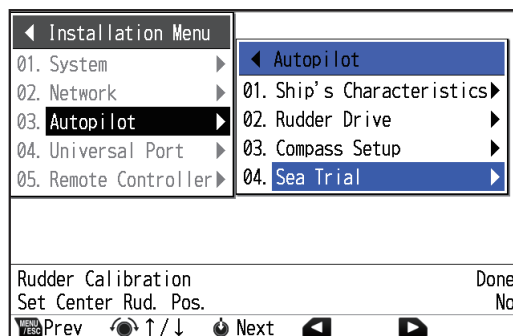 ◀ Installation Menu
01. System ▶
02. Network ▶
03. Autopilot ▶
04. Universal Port ▶
05. Remote Controller ▶
◀ Autopilot
01. Ship's Characteristics ▶
02. Rudder Drive ▶
03. Compass Setup ▶
04. Sea Trial ▶
Rudder Calibration Done
Set Center Rud. Pos. No
MENU/ESC Prev ↑/↓ Next ◀ ▶